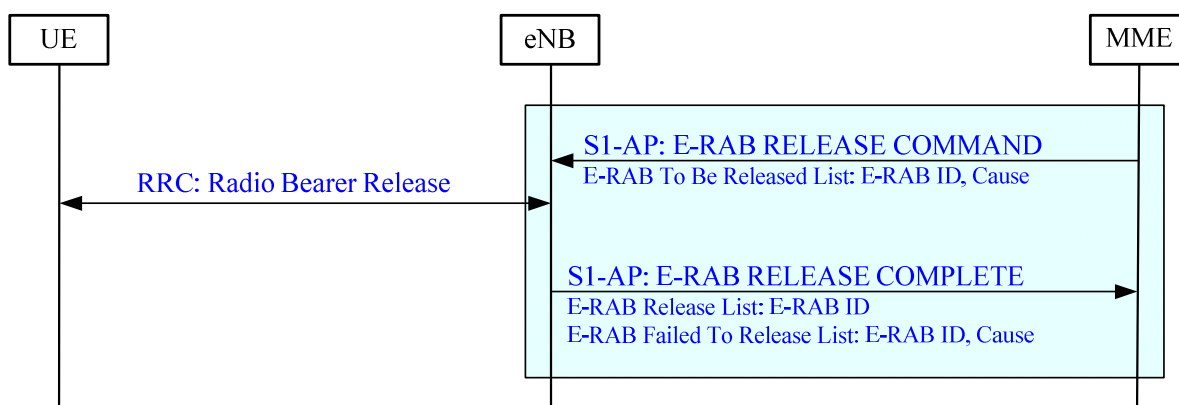 UE
eNB
MME
S1-AP: E-RAB RELEASE COMMAND
E-RAB To Be Released List: E-RAB ID, Cause
RRC: Radio Bearer Release
S1-AP: E-RAB RELEASE COMPLETE
E-RAB Release List: E-RAB ID
E-RAB Failed To Release List: E-RAB ID, Cause